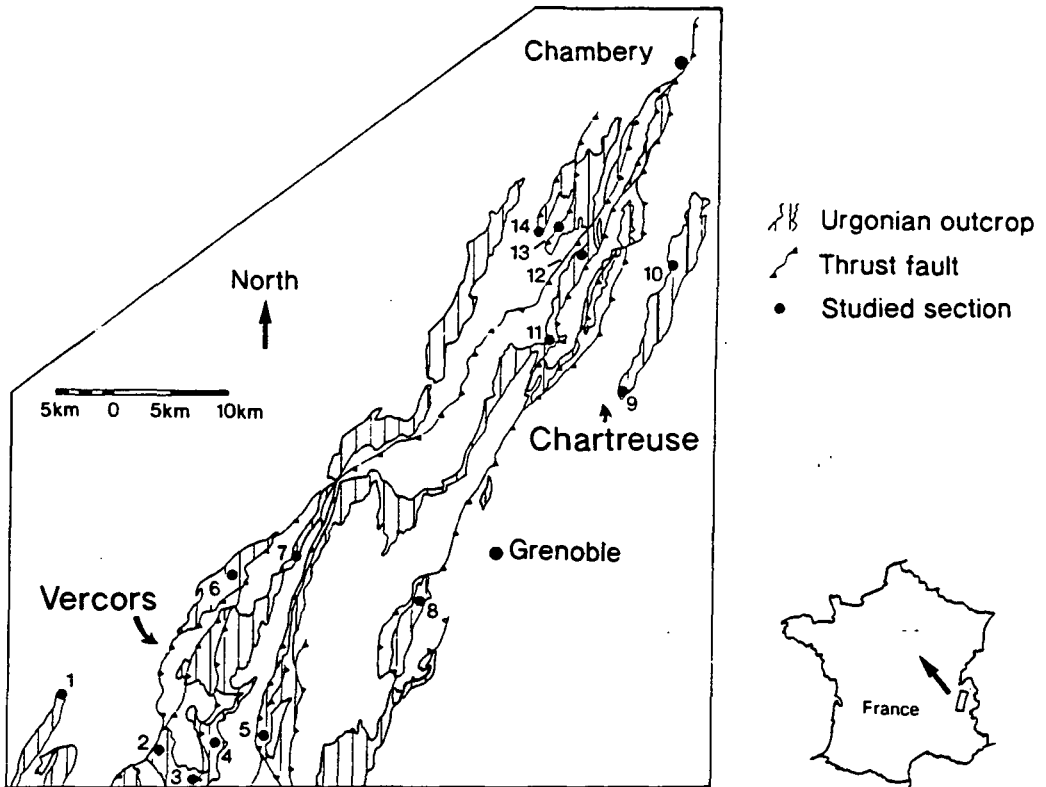 Chambery
14
13
12
10
North
11
5km 0 5km 10km
9
Chartreuse
7
Grenoble
6
8
Vercors
1
5
2
4
3
Urgonian outcrop
Thrust fault
Studied section
France